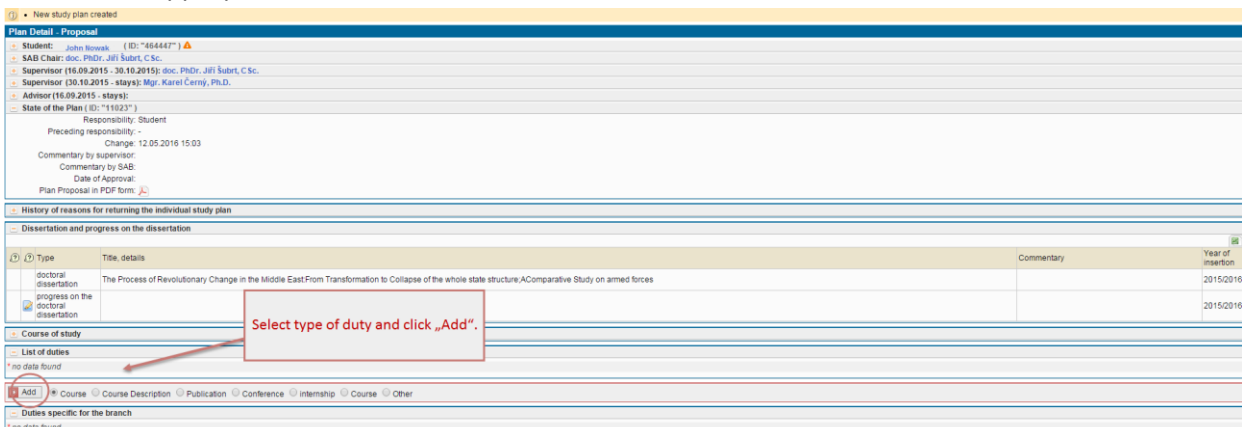 • New study plan created
Plan Detail - Proposal
Student: John Nowak ( ID: "464447" )
SAB Chair: doc. PhDr. Jiří Šubrt, CSc.
Supervisor (16.09.2015 - 30.10.2015): doc. PhDr. Jiří Šubrt, CSc.
Supervisor (30.10.2015 - stays): Mgr. Karel Černý, Ph.D.
Advisor (16.09.2015 - stays):
State of the Plan ( ID: "11023" )
Responsibility: Student
Preceding responsibility: -
Change: 12.05.2016 15:03
Commentary by supervisor:
Commentary by SAB:
Date of Approval:
Plan Proposal in PDF form:
History of reasons for returning the individual study plan
Dissertation and progress on the dissertation
Type Title, details Commentary Year of insertion
doctoral dissertation The Process of Revolutionary Change in the Middle East:From Transformation to Collapse of the whole state structure;AComparative Study on armed forces 2015/2016
progress on the doctoral dissertation 2015/2016
Select type of duty and click „Add“.
Course of study
List of duties
* no data found
Add Course Course Description Publication Conference internship Course Other
Duties specific for the branch
* no data found